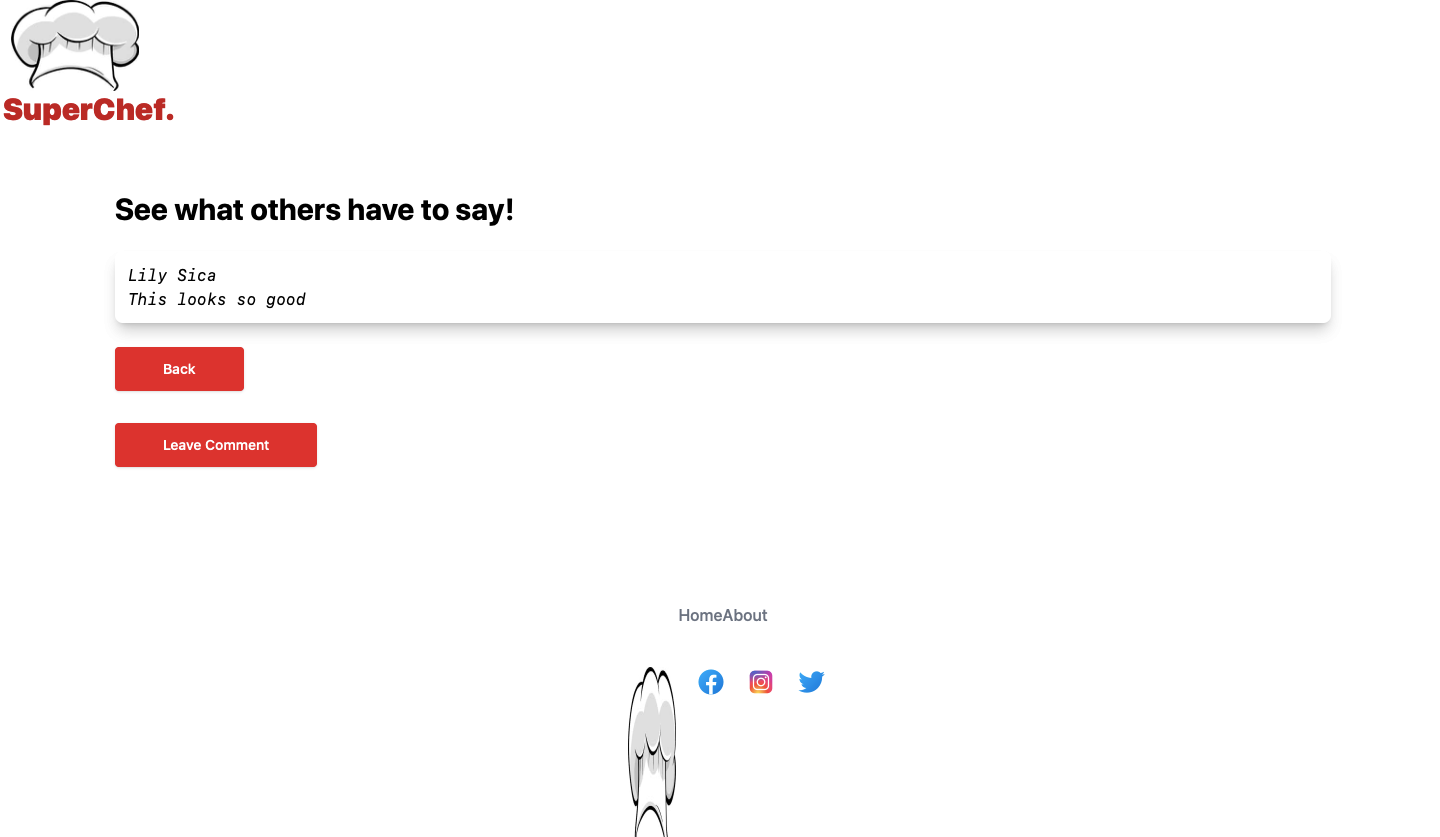 SuperChef.
See what others have to say!
Lily Sica
This looks so good
Back
Leave Comment
HomeAbout